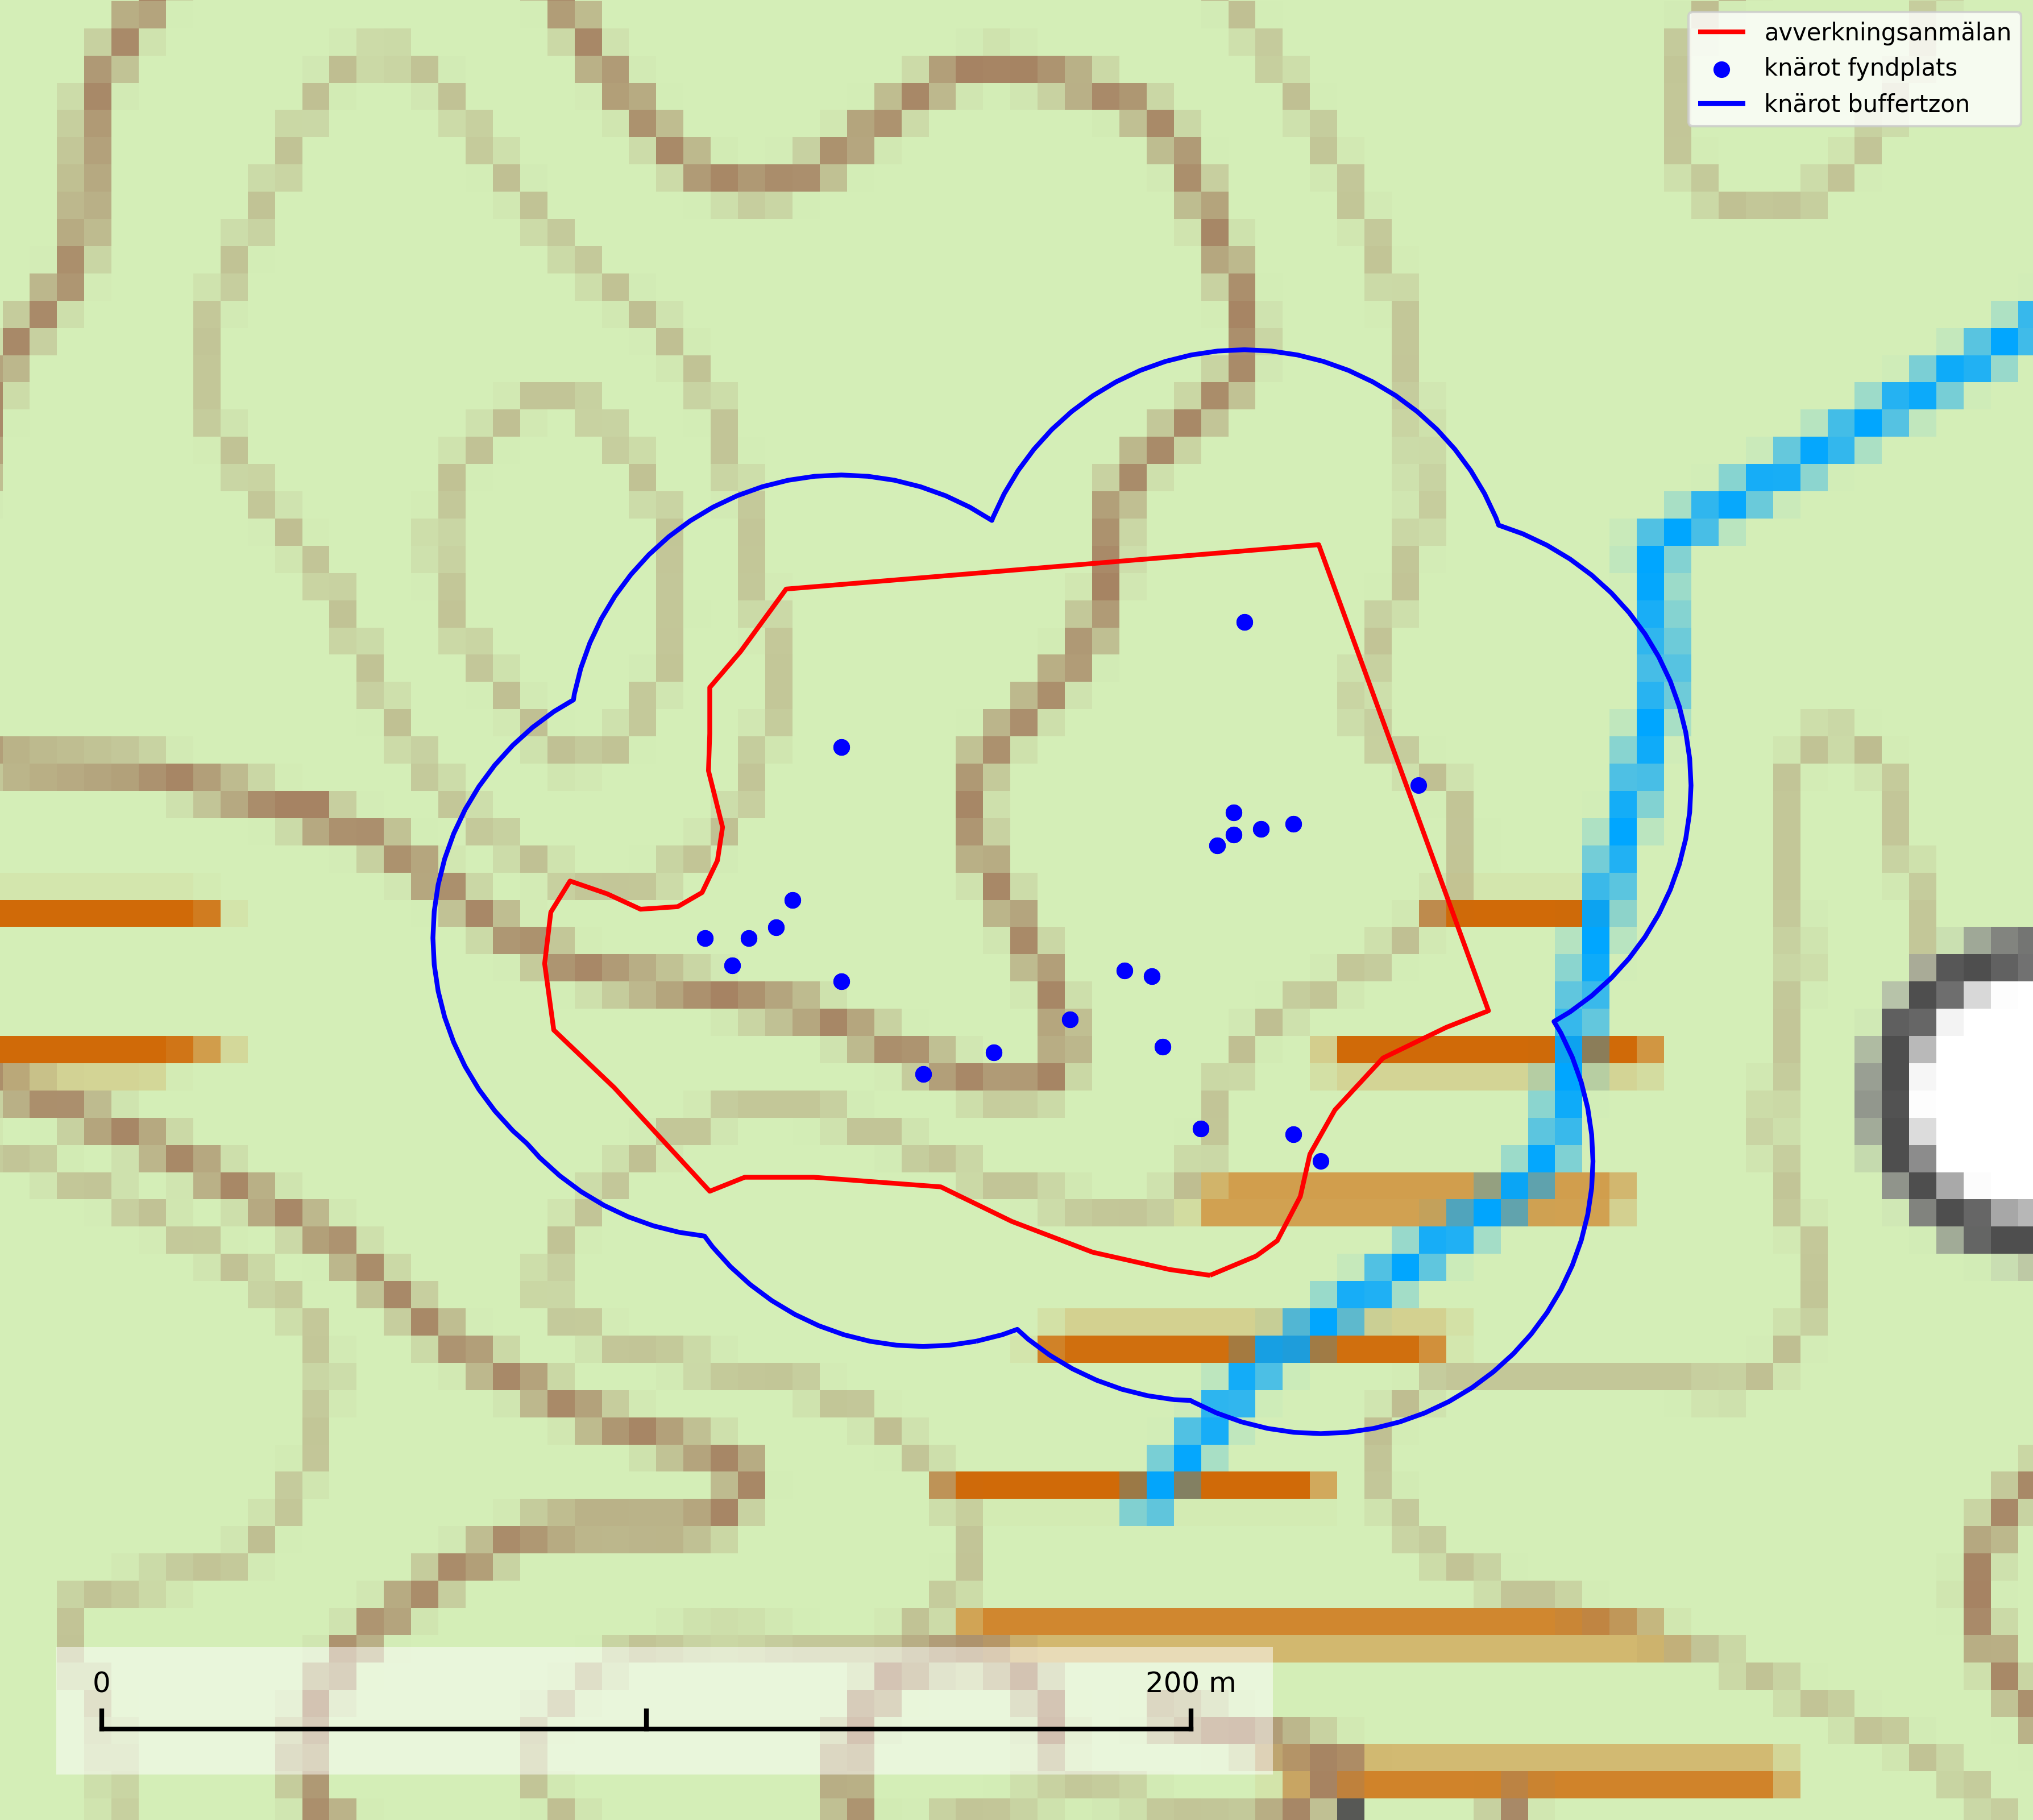 avverkningsanmälan
knärot fyndplats
knärot buffertzon
0 200 m